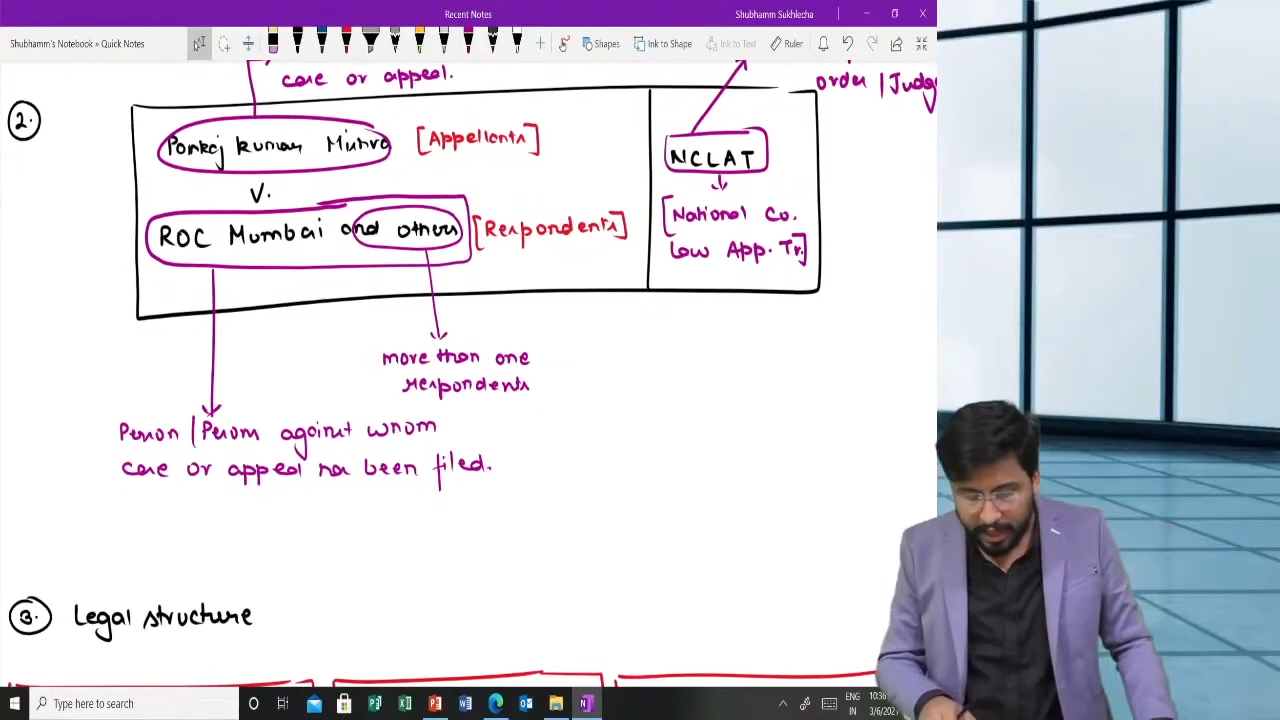 Recent Notes
Shubhamm Sukhlecha
Shubhamm's Notebook » Quick Notes
Shapes
Ink to Shape
Ink to Text
Ruler
case or appeal.
order / Judg
2.
Pankaj Kumar Mishra [Appellants]
V.
ROC Mumbai and others [Respondents]
NCLAT
[National Co.
Law App. Tr.]
more than one
respondents
Person / Persons against whom
case or appeal has been filed.
3. Legal structure
Type here to search
ENG
IN